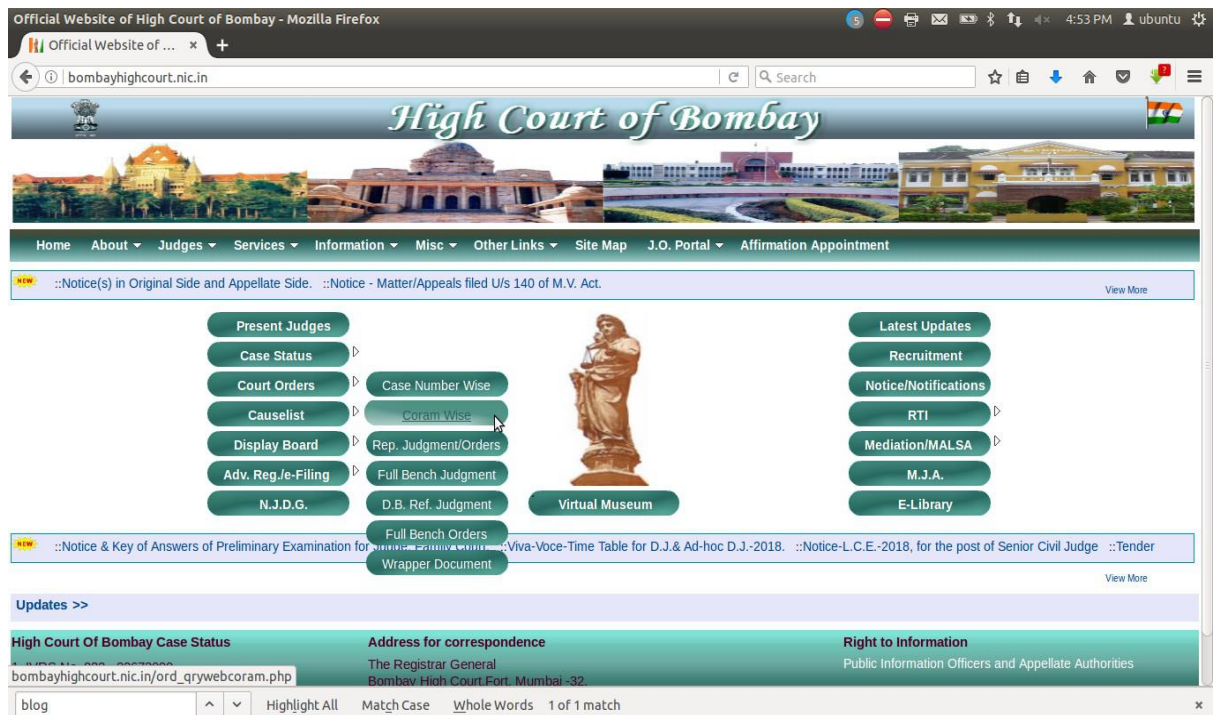 Official Website of High Court of Bombay - Mozilla Firefox
5
4:53 PM ubuntu
Official Website of ... × +
bombayhighcourt.nic.in
Search
High Court of Bombay
Home About Judges Services Information Misc Other Links Site Map J.O. Portal Affirmation Appointment
NEW ::Notice(s) in Original Side and Appellate Side. ::Notice - Matter/Appeals filed U/s 140 of M.V. Act.
View More
Present Judges
Case Status
Court Orders
Causelist
Display Board
Adv. Reg./e-Filing
N.J.D.G.
Case Number Wise
Coram Wise
Rep. Judgment/Orders
Full Bench Judgment
D.B. Ref. Judgment
Full Bench Orders
Wrapper Document
Virtual Museum
Latest Updates
Recruitment
Notice/Notifications
RTI
Mediation/MALSA
M.J.A.
E-Library
NEW ::Notice & Key of Answers of Preliminary Examination for Judge, Family Court. ::Viva-Voce-Time Table for D.J.& Ad-hoc D.J.-2018. ::Notice-L.C.E.-2018, for the post of Senior Civil Judge ::Tender
View More
Updates >>
High Court Of Bombay Case Status
Address for correspondence
The Registrar General
Bombay High Court,Fort, Mumbai -32.
Right to Information
Public Information Officers and Appellate Authorities
bombayhighcourt.nic.in/ord_qrywebcoram.php
blog Highlight All Match Case Whole Words 1 of 1 match ×